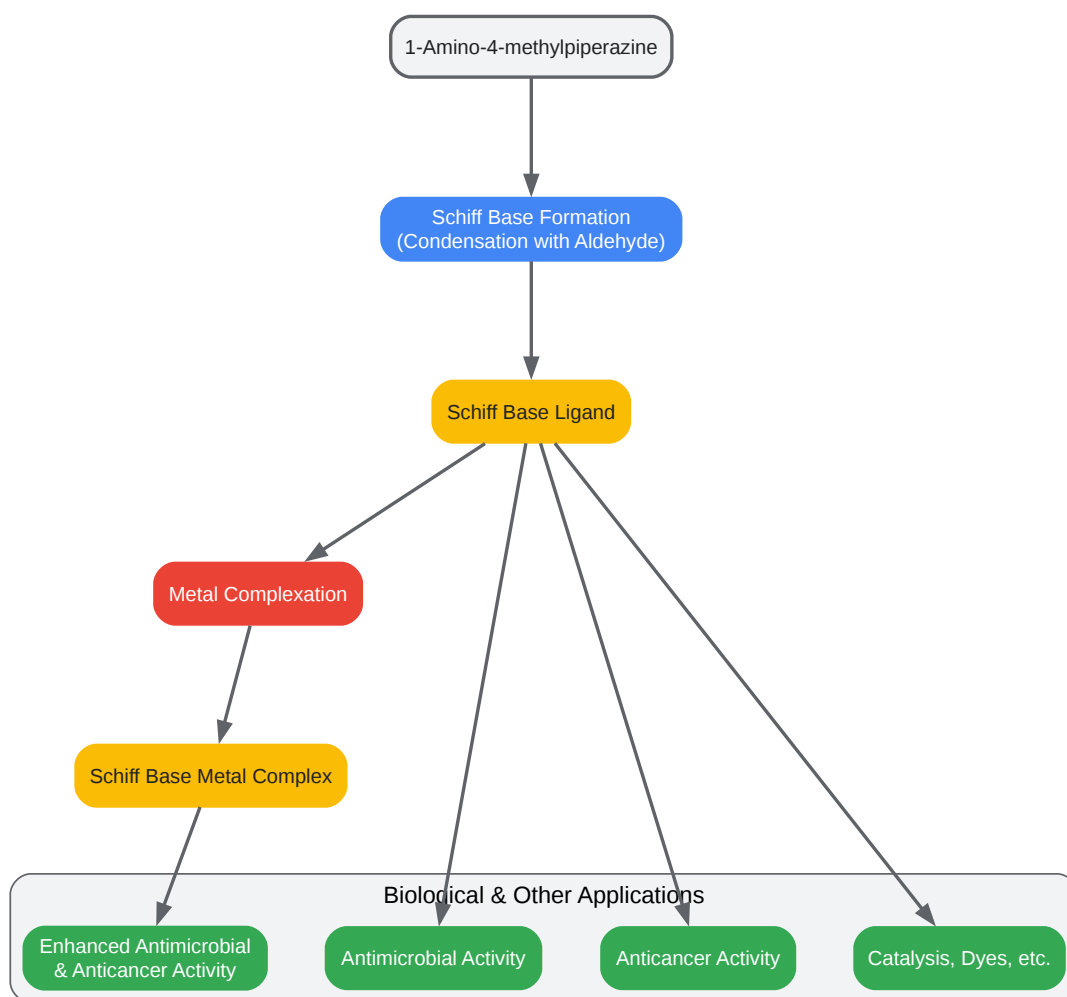 1-Amino-4-methylpiperazine
Schiff Base Formation
(Condensation with Aldehyde)
Schiff Base Ligand
Metal Complexation
Schiff Base Metal Complex
Biological & Other Applications
Enhanced Antimicrobial
& Anticancer Activity
Antimicrobial Activity
Anticancer Activity
Catalysis, Dyes, etc.